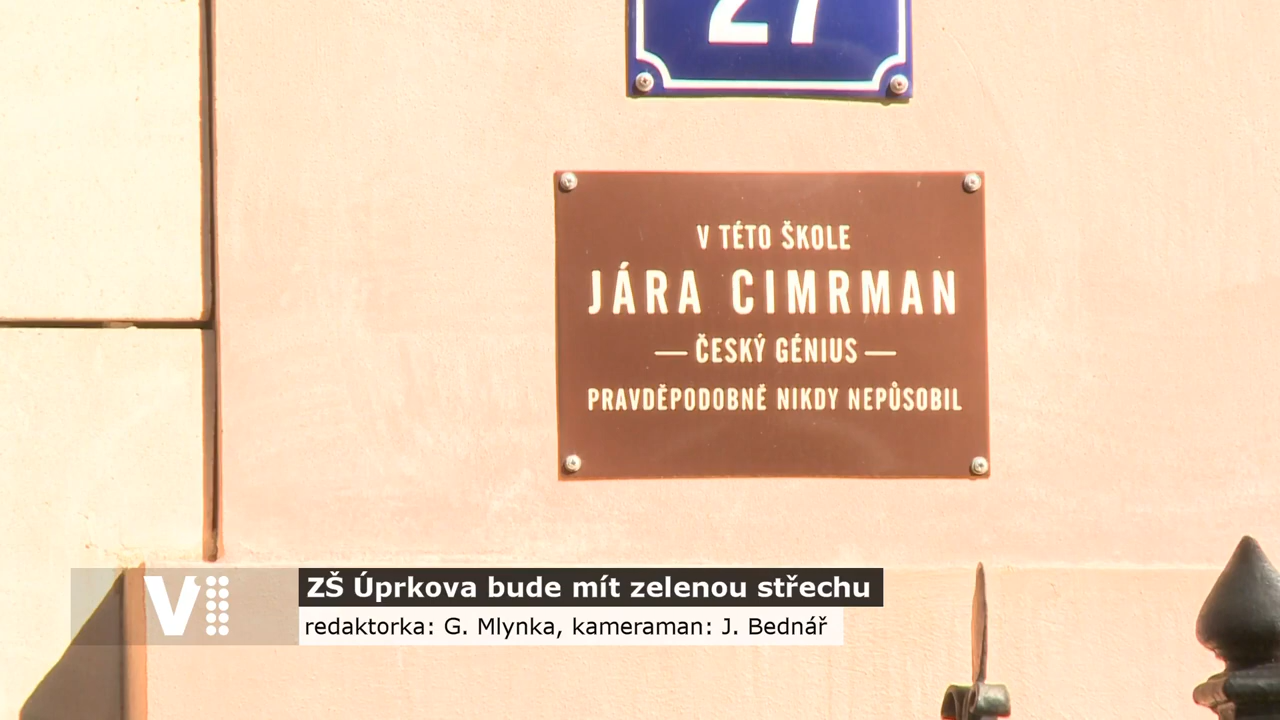 27
V TÉTO ŠKOLE
JÁRA CIMRMAN
— ČESKÝ GÉNIUS —
PRAVDĚPODOBNĚ NIKDY NEPŮSOBIL
V
ZŠ Úprkova bude mít zelenou střechu
redaktorka: G. Mlynka, kameraman: J. Bednář